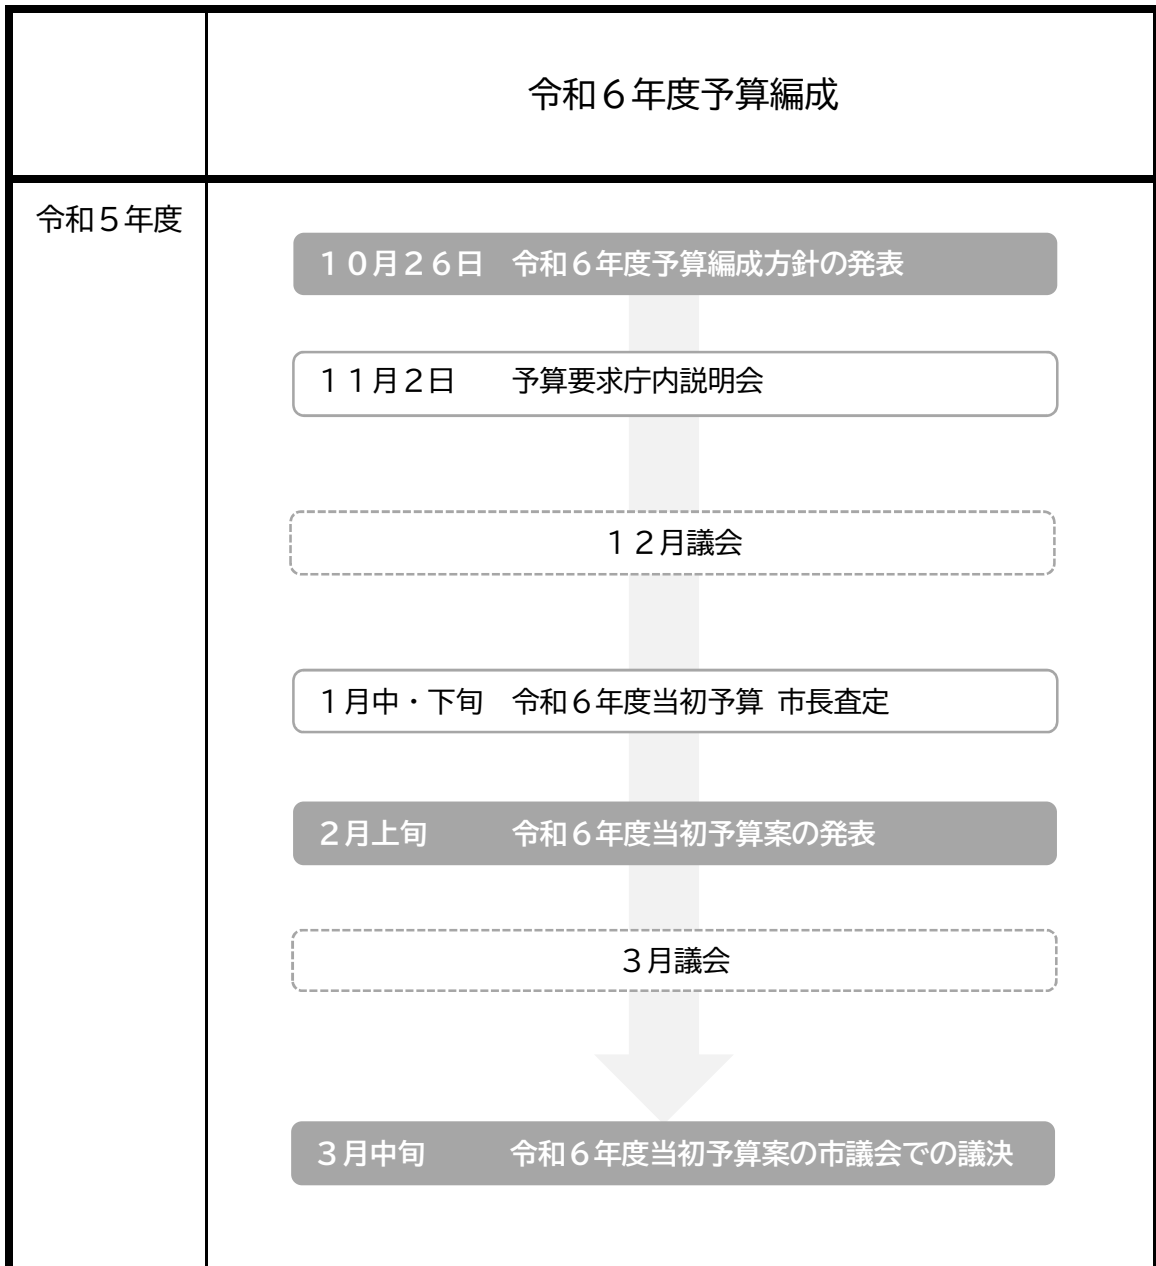 令和６年度予算編成
令和５年度
１０月２６日　令和６年度予算編成方針の発表
１１月２日　　予算要求庁内説明会
１２月議会
１月中・下旬　令和６年度当初予算 市長査定
２月上旬　　　令和６年度当初予算案の発表
３月議会
３月中旬　　　令和６年度当初予算案の市議会での議決